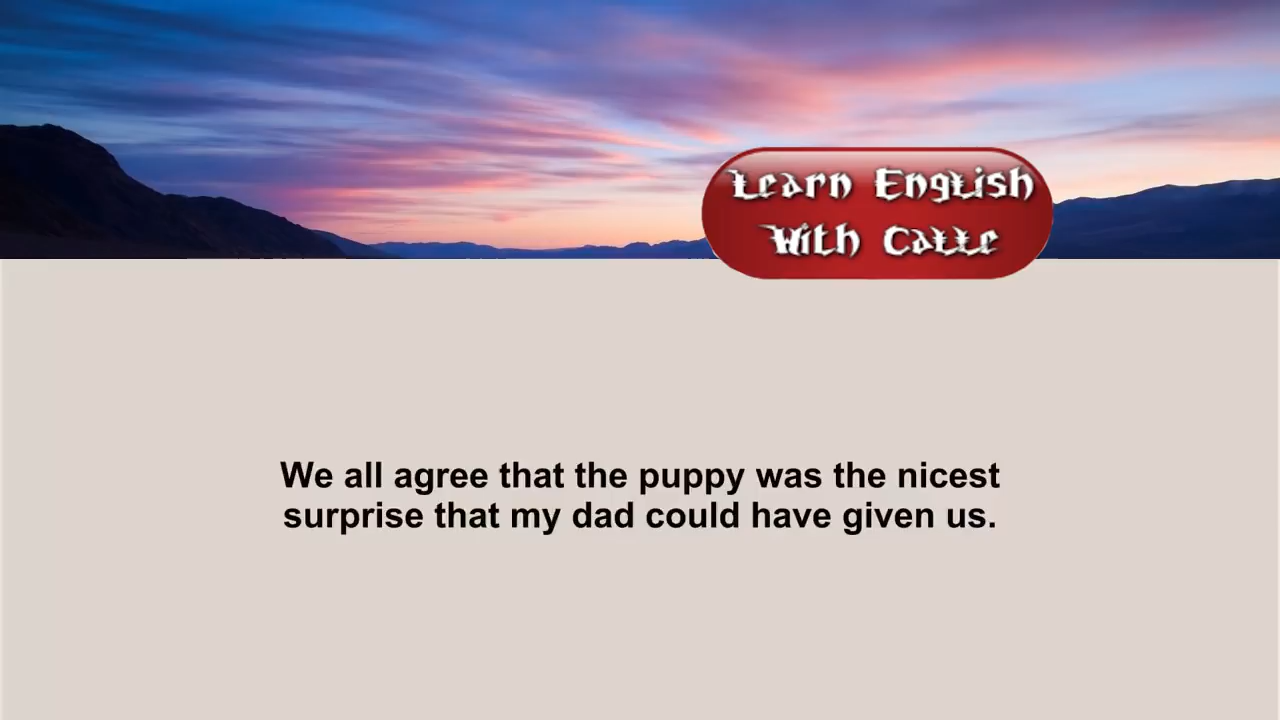 Learn English
With Calle
We all agree that the puppy was the nicest
surprise that my dad could have given us.